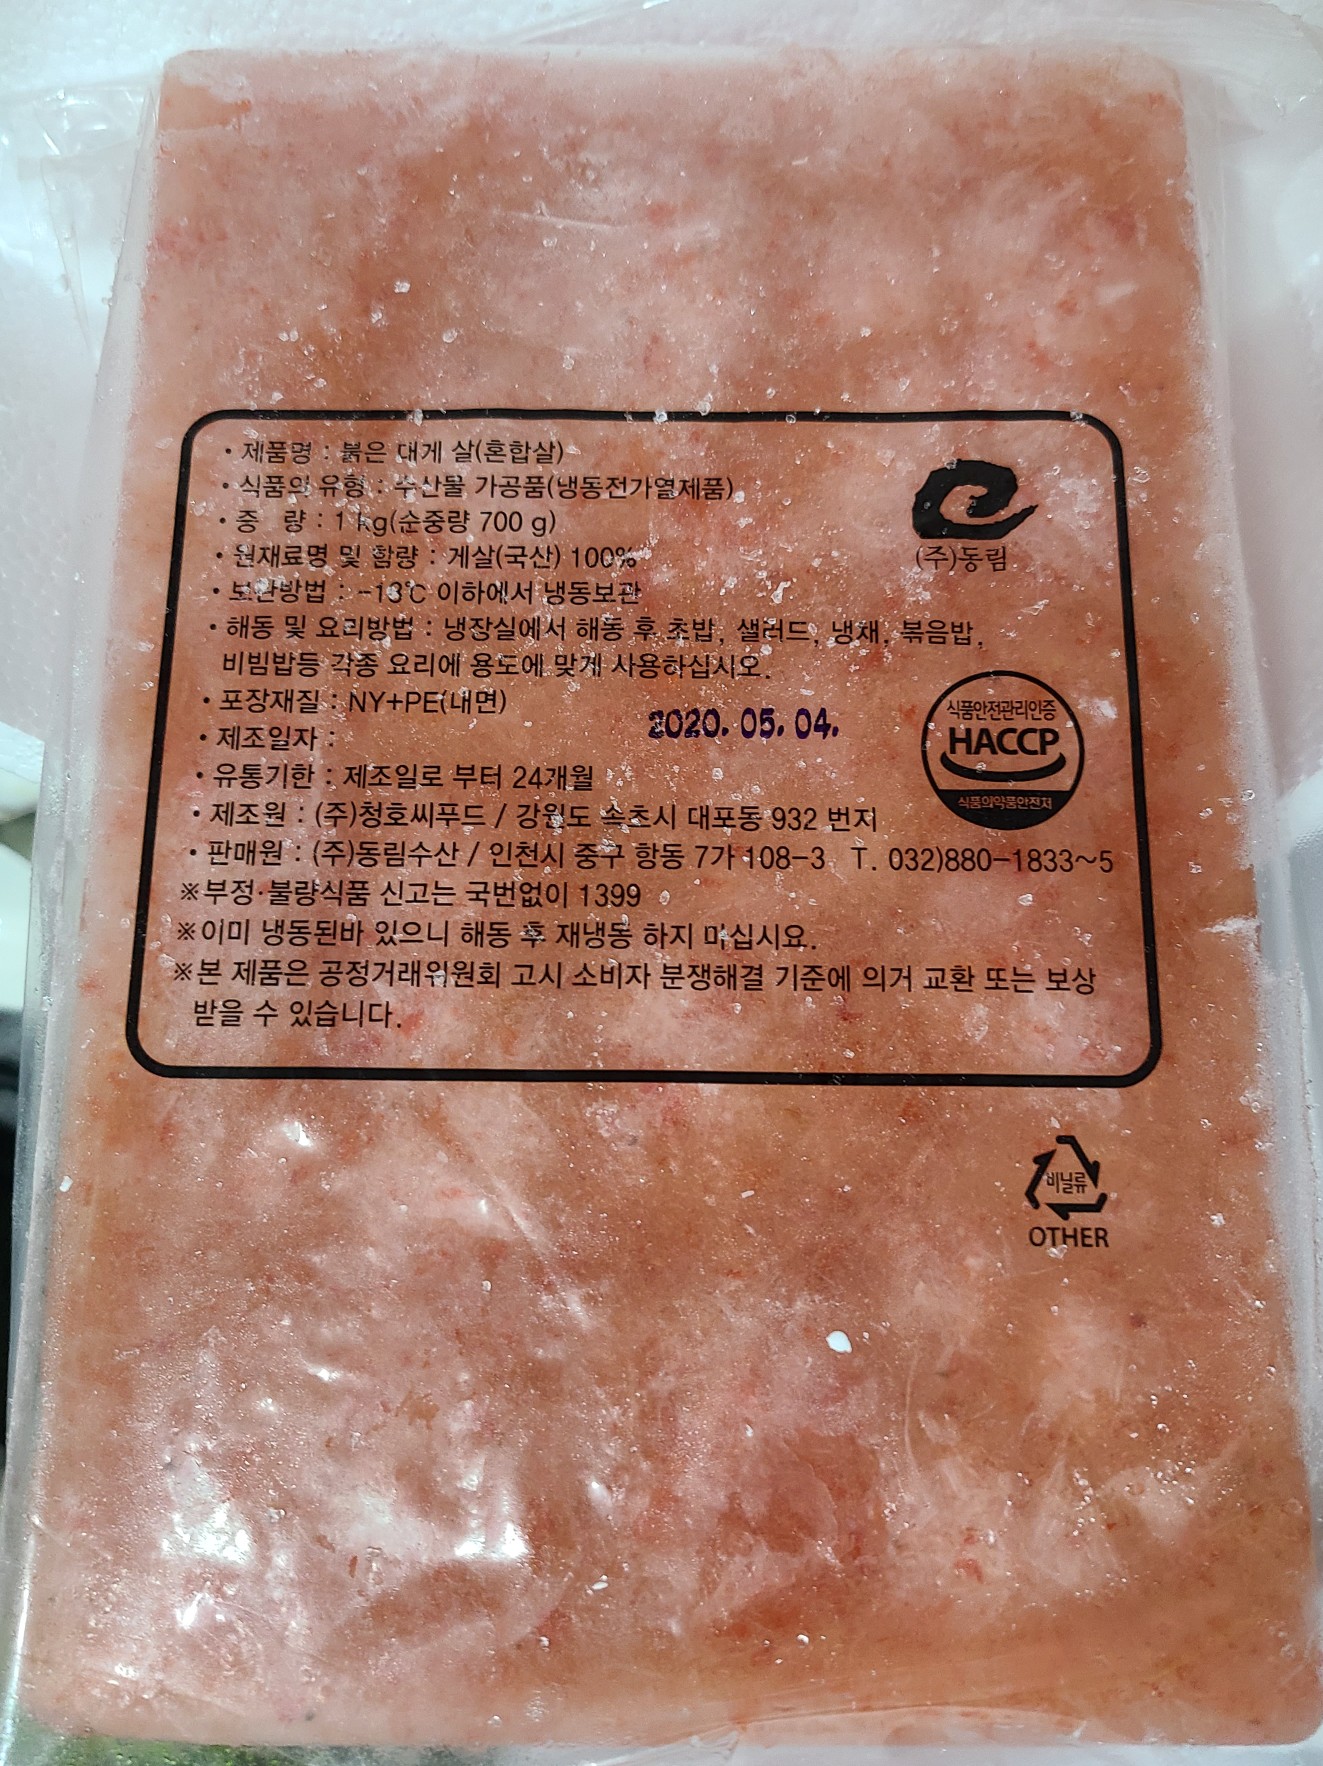 • 제품명 : 붉은 대게 살(혼합살)
• 식품의 유형 : 수산물 가공품(냉동전가열제품)
• 중 량 : 1 kg(순중량 700 g)
• 원재료명 및 함량 : 게살(국산) 100%
• 보관방법 : -18℃ 이하에서 냉동보관
• 해동 및 요리방법 : 냉장실에서 해동 후 초밥, 샐러드, 냉채, 볶음밥,
비빔밥등 각종 요리에 용도에 맞게 사용하십시오.
• 포장재질 : NY+PE(내면)
• 제조일자 : 2020. 05. 04.
• 유통기한 : 제조일로 부터 24개월
• 제조원 : (주)청호씨푸드 / 강원도 속초시 대포동 932 번지
• 판매원 : (주)동림수산 / 인천시 중구 항동 7가 108-3 T. 032)880-1833~5
※부정·불량식품 신고는 국번없이 1399
※이미 냉동된바 있으니 해동 후 재냉동 하지 마십시요.
※본 제품은 공정거래위원회 고시 소비자 분쟁해결 기준에 의거 교환 또는 보상
받을 수 있습니다.
(주)동림
식품안전관리인증
HACCP
식품의약품안전처
비닐류
OTHER